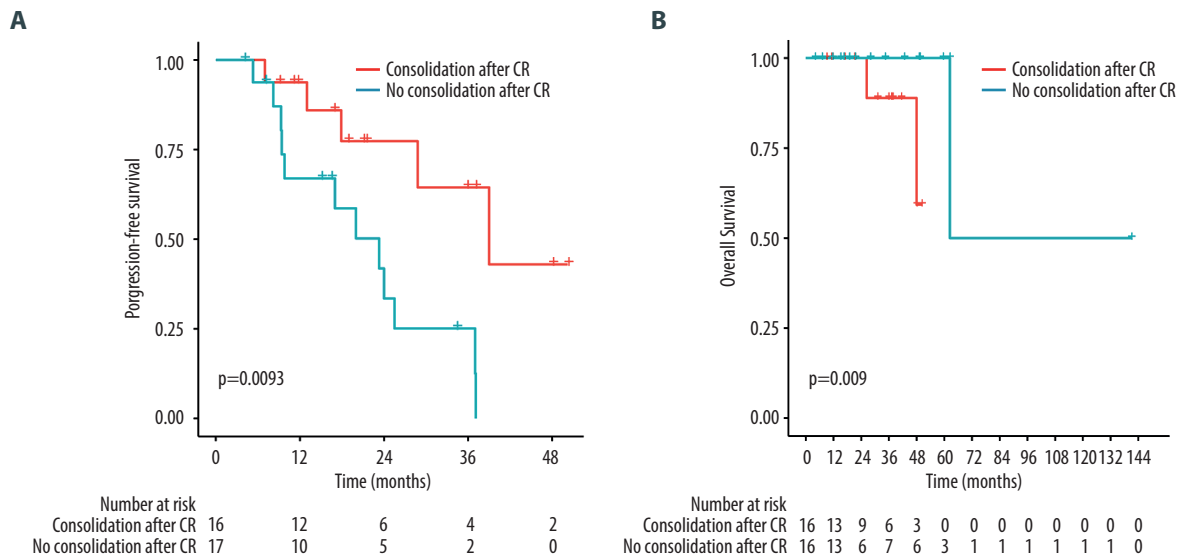 A
Porgression-free survival
1.00
0.75
0.50
0.25
0.00
Consolidation after CR
No consolidation after CR
p=0.0093
0 12 24 36 48
Time (months)
Number at risk
Consolidation after CR 16 12 6 4 2
No consolidation after CR 17 10 5 2 0
B
Overall Survival
1.00
0.75
0.50
0.25
0.00
Consolidation after CR
No consolidation after CR
p=0.009
0 12 24 36 48 60 72 84 96 108 120 132 144
Time (months)
Number at risk
Consolidation after CR 16 13 9 6 3 0 0 0 0 0 0 0 0
No consolidation after CR 16 13 6 7 6 3 1 1 1 1 1 1 0